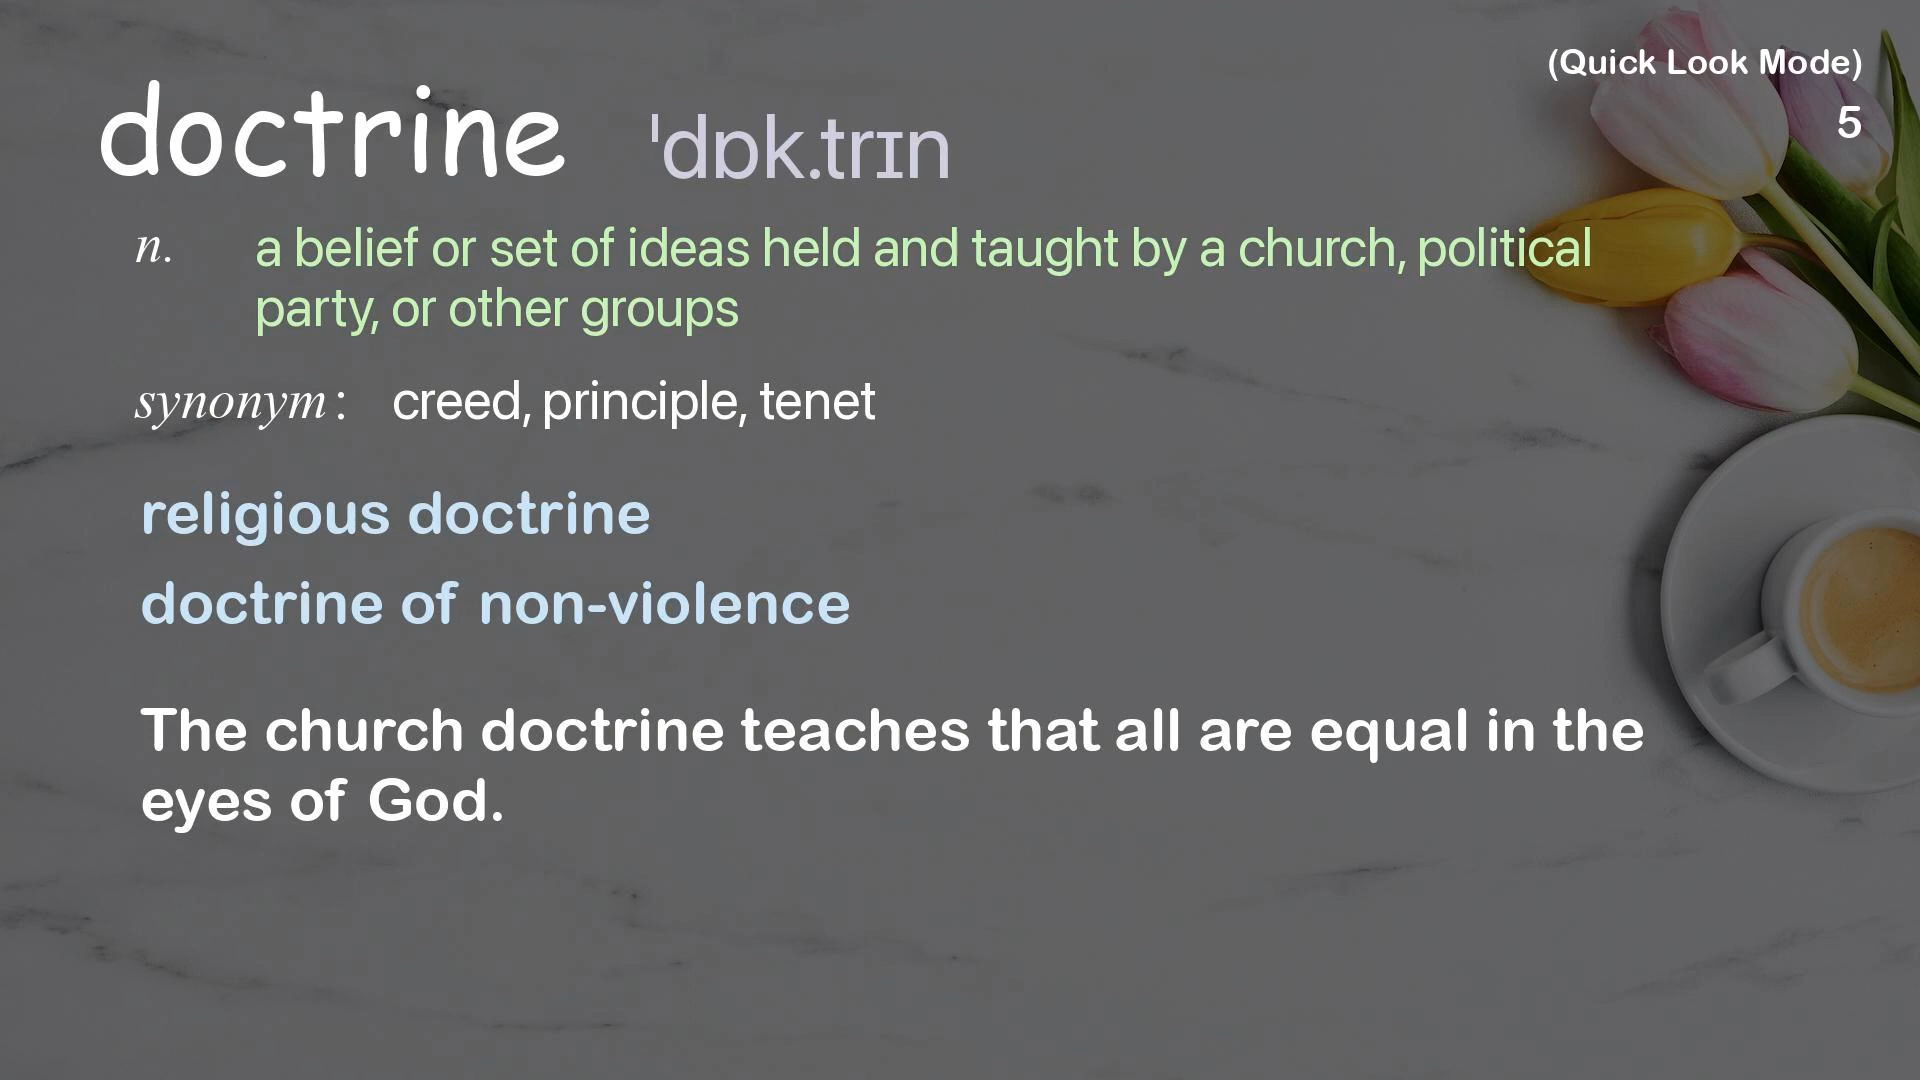 (Quick Look Mode)
5
doctrine ˈdɒk.trɪn
n. a belief or set of ideas held and taught by a church, political
party, or other groups
synonym: creed, principle, tenet
religious doctrine
doctrine of non-violence
The church doctrine teaches that all are equal in the
eyes of God.